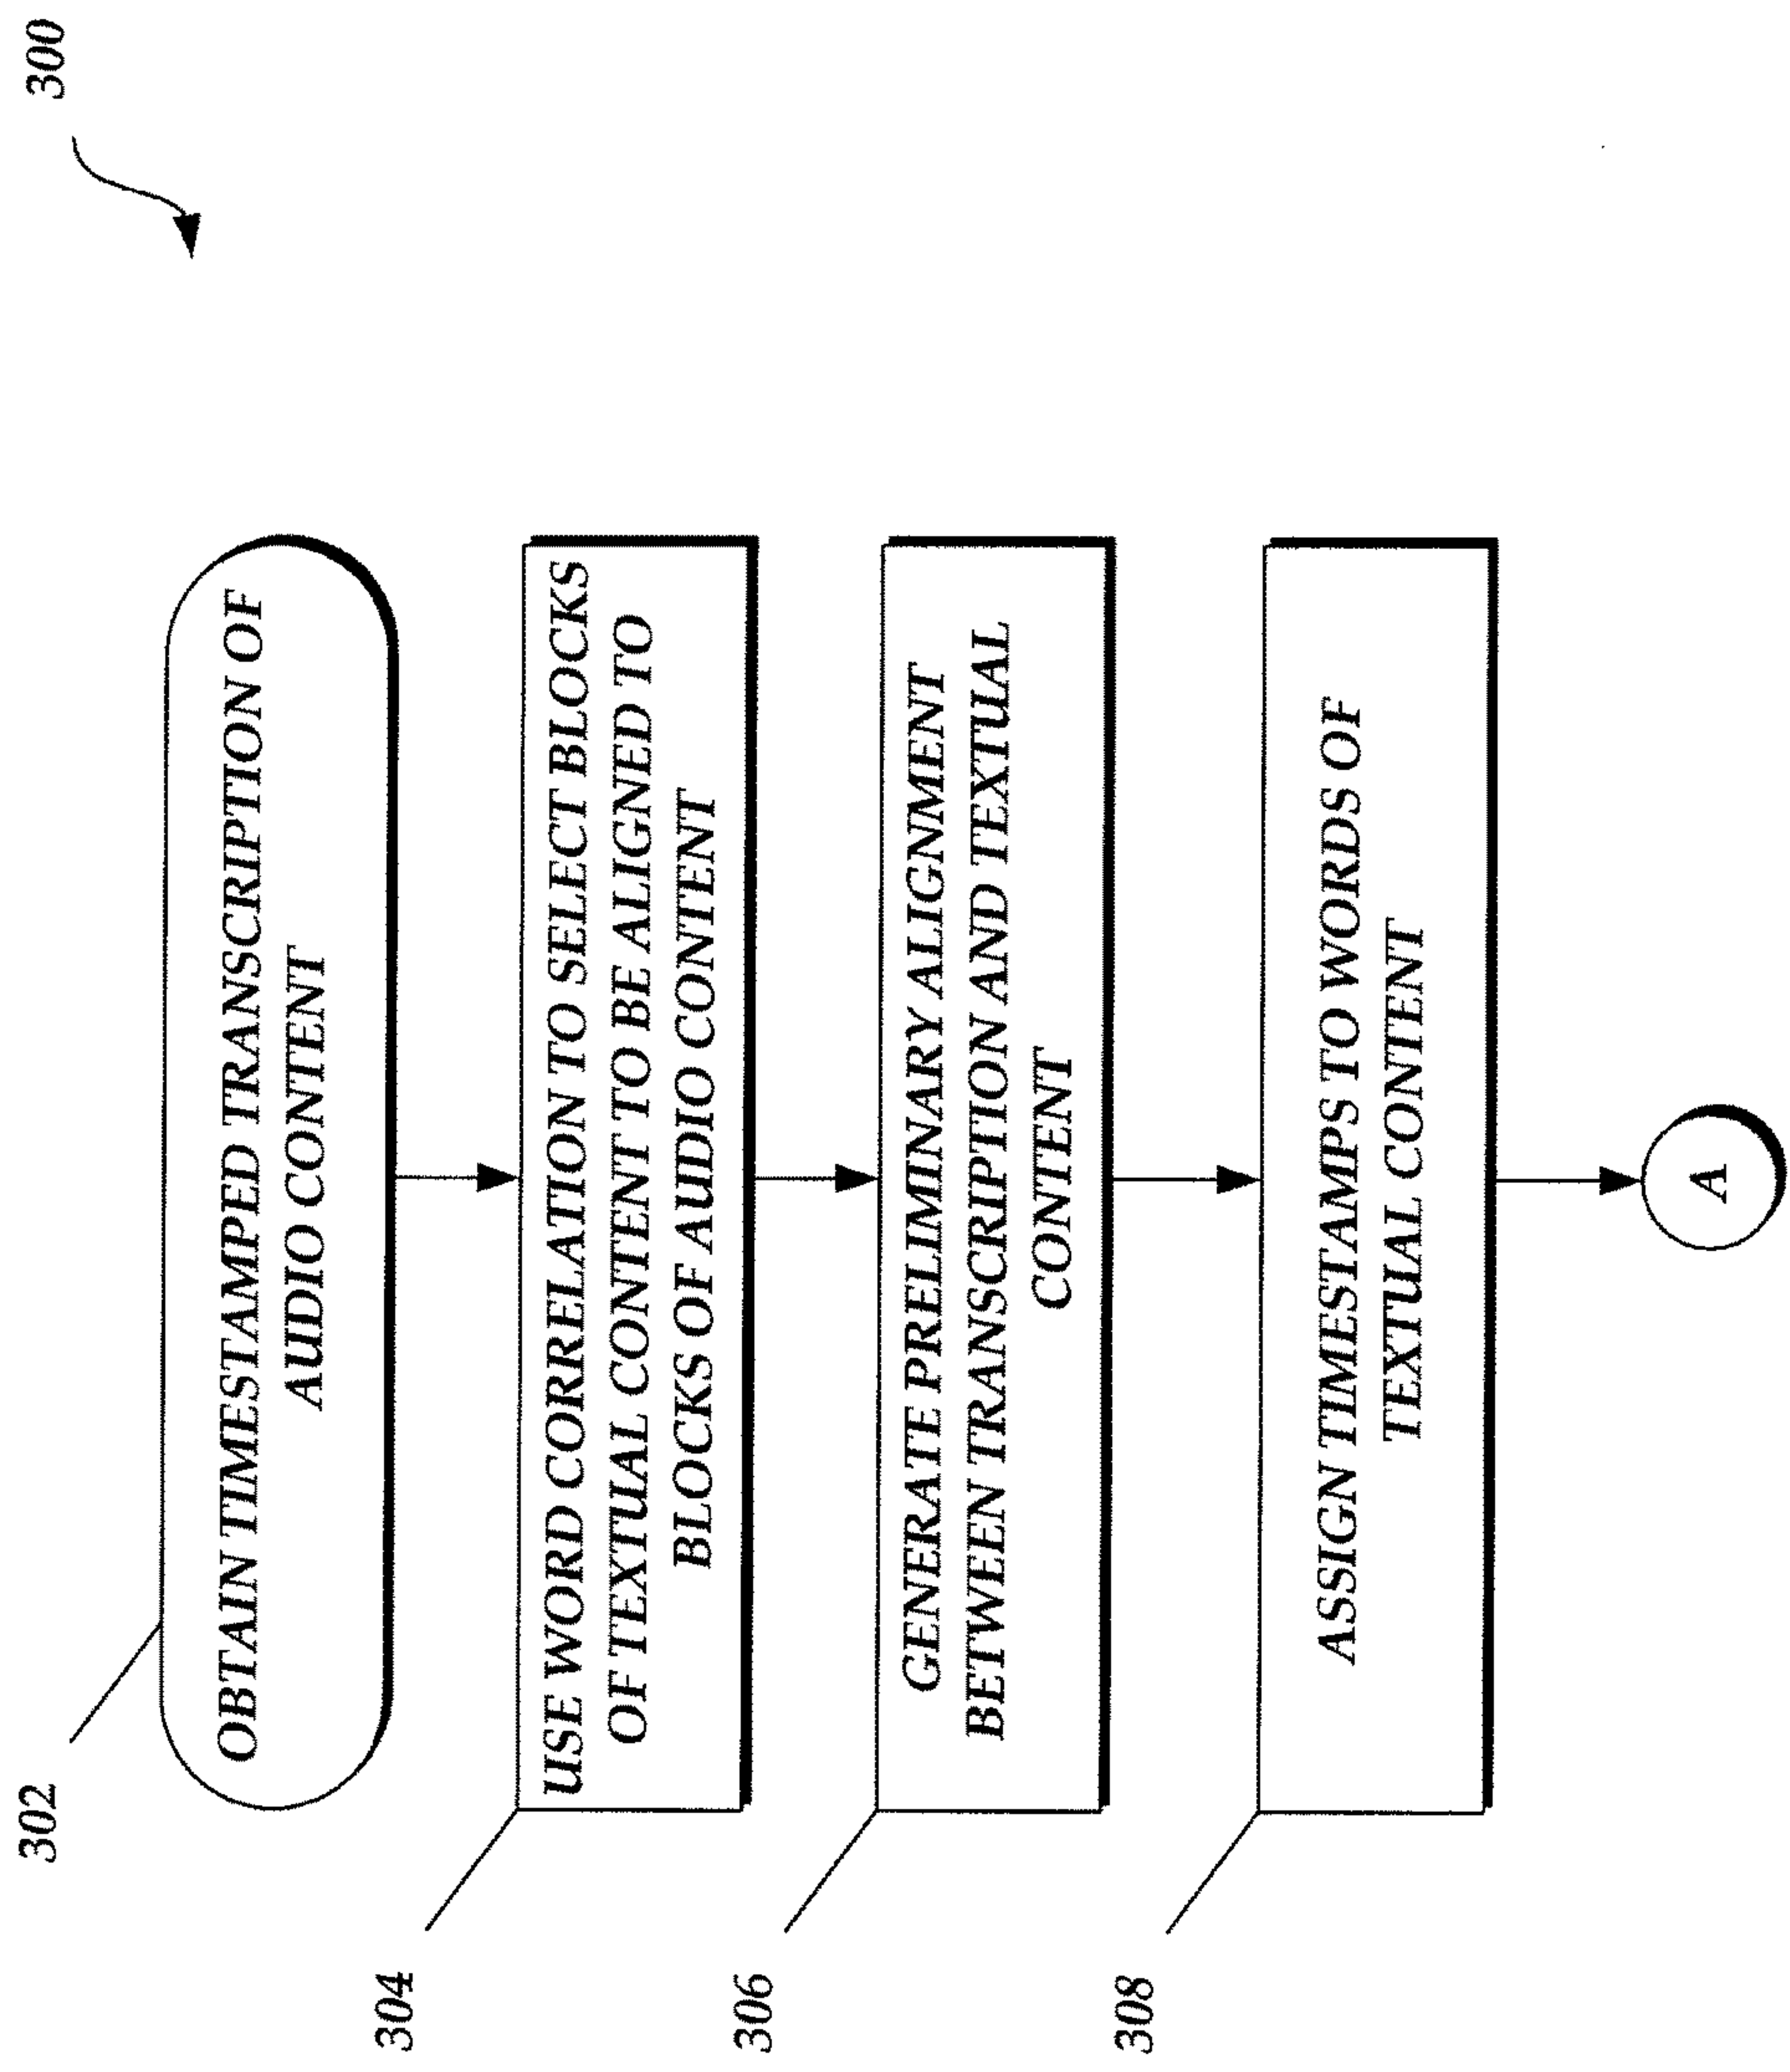 300
302
OBTAIN TIMESTAMPED TRANSCRIPTION OF
AUDIO CONTENT
304
USE WORD CORRELATION TO SELECT BLOCKS
OF TEXTUAL CONTENT TO BE ALIGNED TO
BLOCKS OF AUDIO CONTENT
306
GENERATE PRELIMINARY ALIGNMENT
BETWEEN TRANSCRIPTION AND TEXTUAL
CONTENT
308
ASSIGN TIMESTAMPS TO WORDS OF
TEXTUAL CONTENT
A